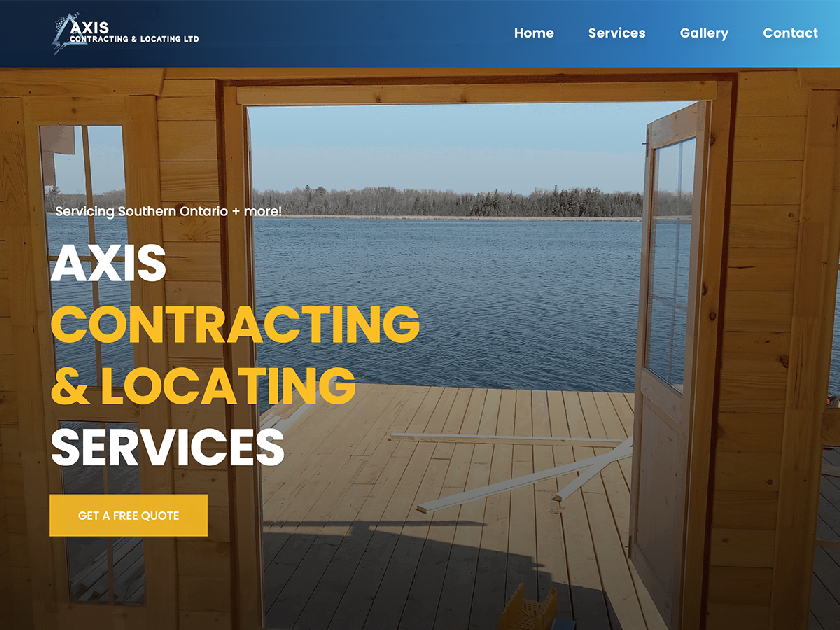 AXIS
CONTRACTING & LOCATING LTD
Home Services Gallery Contact
Servicing Southern Ontario + more!
AXIS
CONTRACTING
& LOCATING
SERVICES
GET A FREE QUOTE